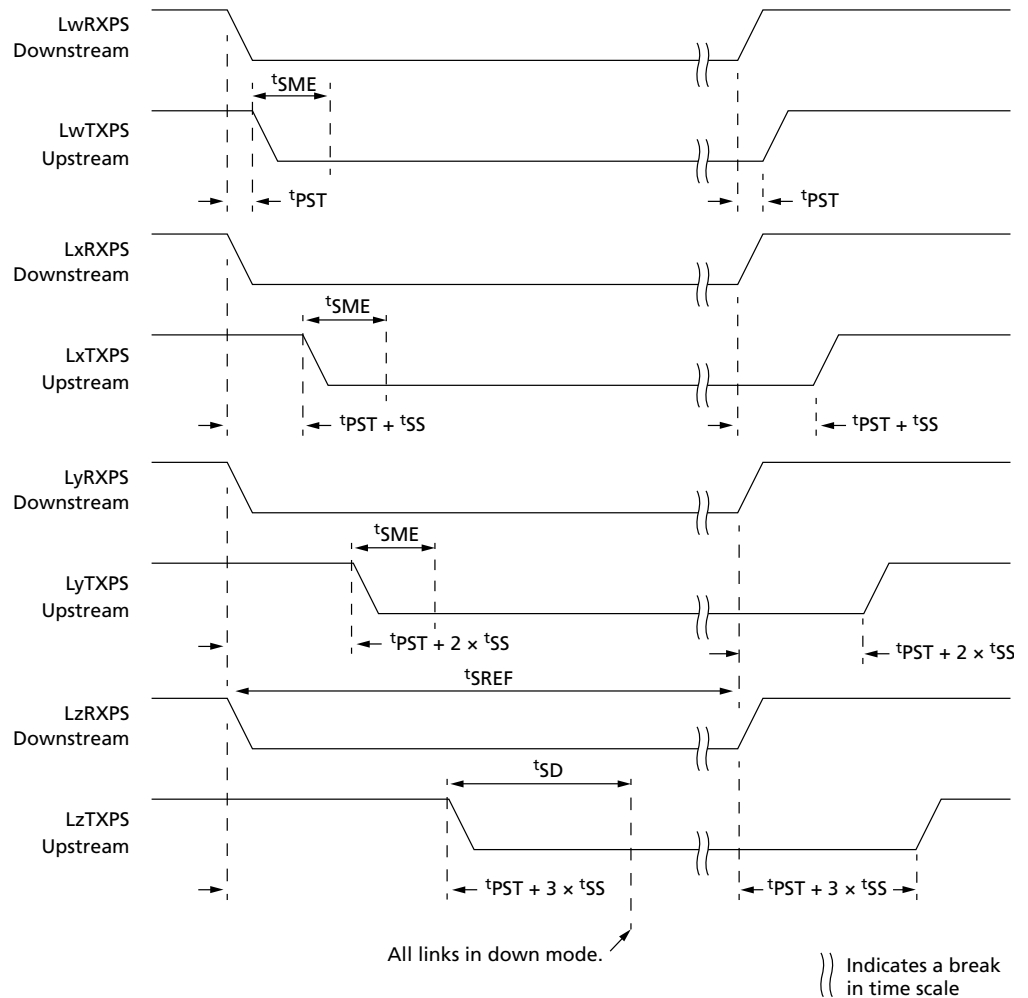 LwRXPS
Downstream
tSME
LwTXPS
Upstream
tPST
tPST
LxRXPS
Downstream
tSME
LxTXPS
Upstream
tPST + tSS
tPST + tSS
LyRXPS
Downstream
tSME
LyTXPS
Upstream
tPST + 2 × tSS
tPST + 2 × tSS
tSREF
LzRXPS
Downstream
tSD
LzTXPS
Upstream
tPST + 3 × tSS
tPST + 3 × tSS
All links in down mode.
Indicates a break
in time scale